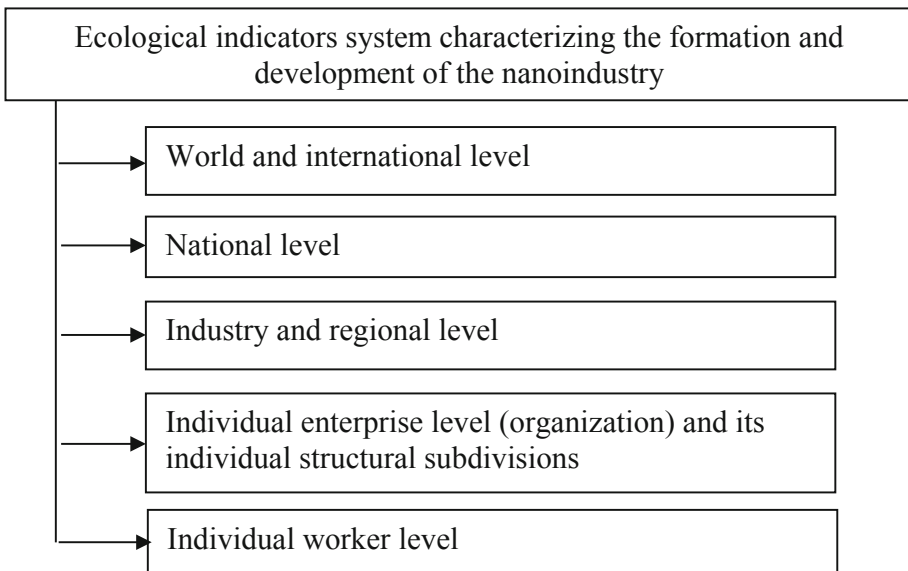 Ecological indicators system characterizing the formation and
development of the nanoindustry
World and international level
National level
Industry and regional level
Individual enterprise level (organization) and its
individual structural subdivisions
Individual worker level